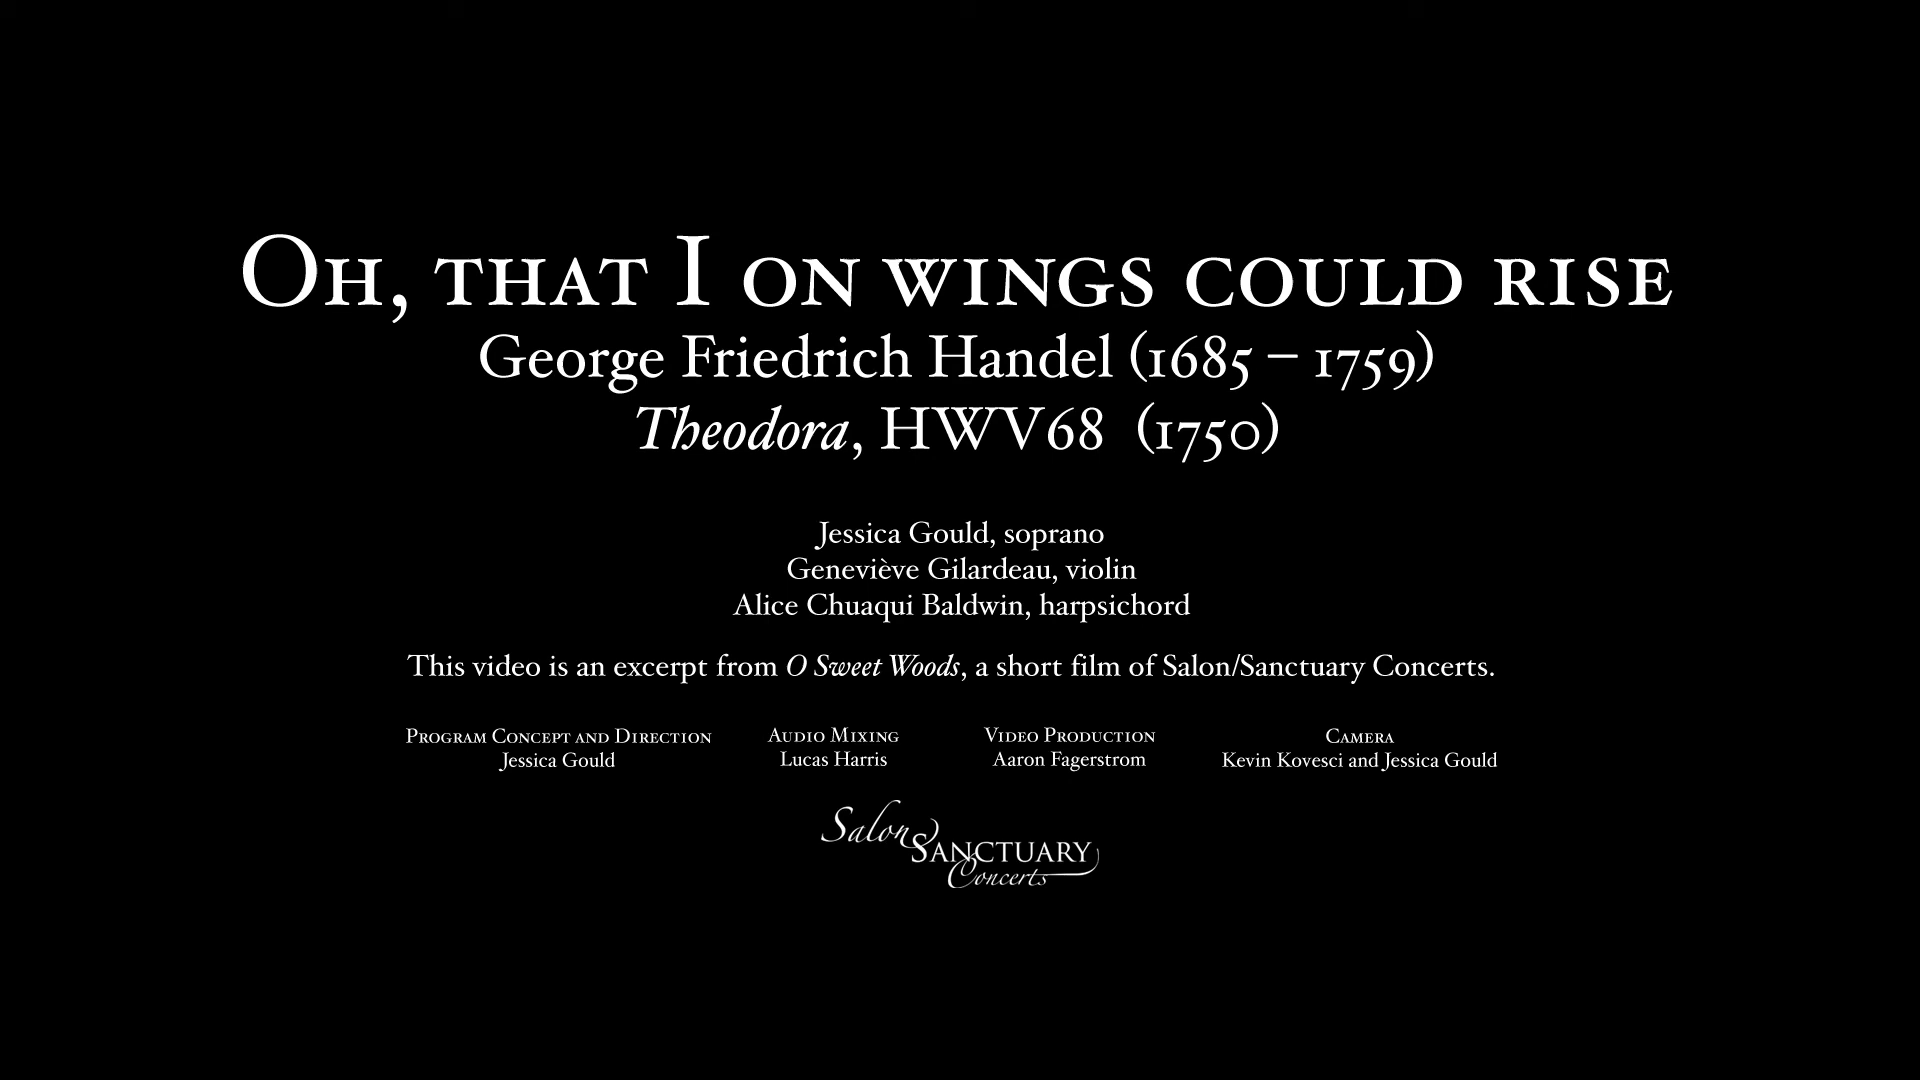 Oh, that I on wings could rise
George Friedrich Handel (1685 – 1759)
Theodora, HWV68 (1750)
Jessica Gould, soprano
Geneviève Gilardeau, violin
Alice Chuaqui Baldwin, harpsichord
This video is an excerpt from O Sweet Woods, a short film of Salon/Sanctuary Concerts.
Program Concept and Direction
Jessica Gould
Audio Mixing
Lucas Harris
Video Production
Aaron Fagerstrom
Camera
Kevin Kovesci and Jessica Gould
Salon
Sanctuary
Concerts